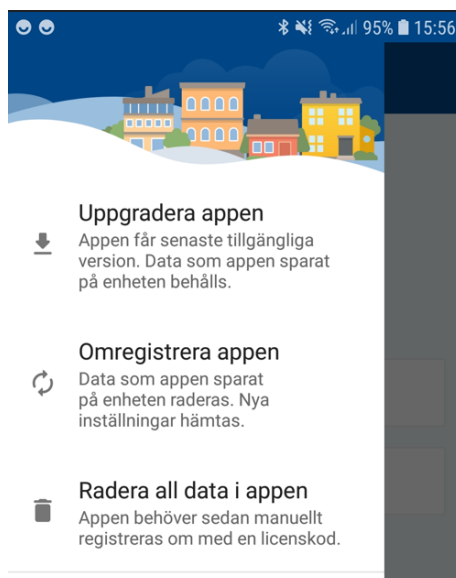 95% 15:56
Uppgradera appen
Appen får senaste tillgängliga
version. Data som appen sparat
på enheten behålls.
Omregistrera appen
Data som appen sparat
på enheten raderas. Nya
inställningar hämtas.
Radera all data i appen
Appen behöver sedan manuellt
registreras om med en licenskod.